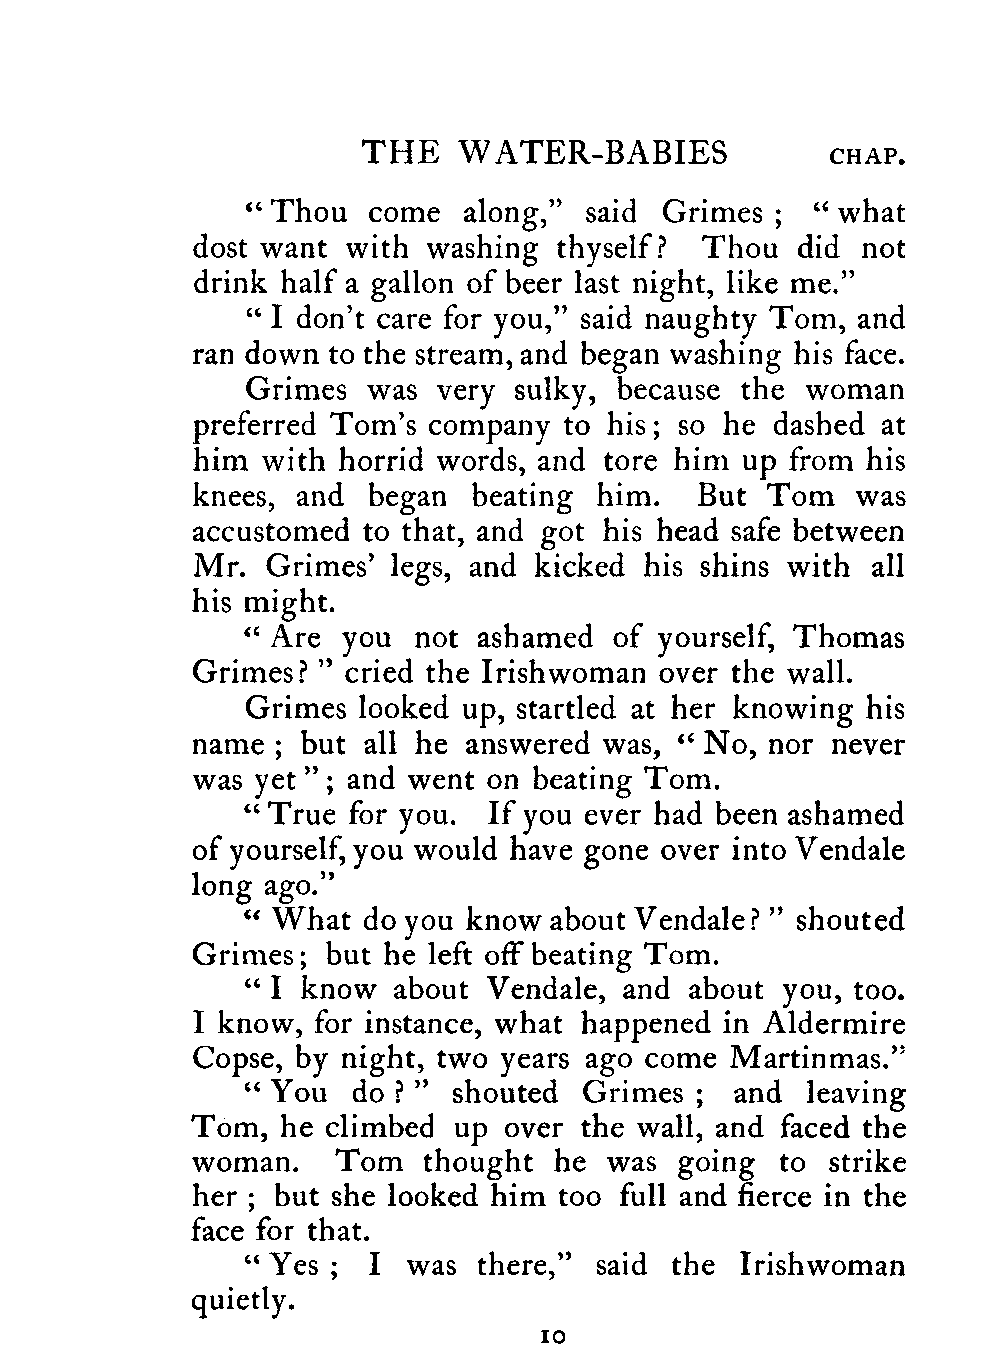 THE WATER-BABIES CHAP.
“Thou come along,” said Grimes; “what
dost want with washing thyself? Thou did not
drink half a gallon of beer last night, like me.”
“I don’t care for you,” said naughty Tom, and
ran down to the stream, and began washing his face.
Grimes was very sulky, because the woman
preferred Tom’s company to his; so he dashed at
him with horrid words, and tore him up from his
knees, and began beating him. But Tom was
accustomed to that, and got his head safe between
Mr. Grimes’ legs, and kicked his shins with all
his might.
“Are you not ashamed of yourself, Thomas
Grimes?” cried the Irishwoman over the wall.
Grimes looked up, startled at her knowing his
name; but all he answered was, “No, nor never
was yet”; and went on beating Tom.
“True for you. If you ever had been ashamed
of yourself, you would have gone over into Vendale
long ago.”
“What do you know about Vendale?” shouted
Grimes; but he left off beating Tom.
“I know about Vendale, and about you, too.
I know, for instance, what happened in Aldermire
Copse, by night, two years ago come Martinmas.”
“You do?” shouted Grimes; and leaving
Tom, he climbed up over the wall, and faced the
woman. Tom thought he was going to strike
her; but she looked him too full and fierce in the
face for that.
“Yes; I was there,” said the Irishwoman
quietly.
10